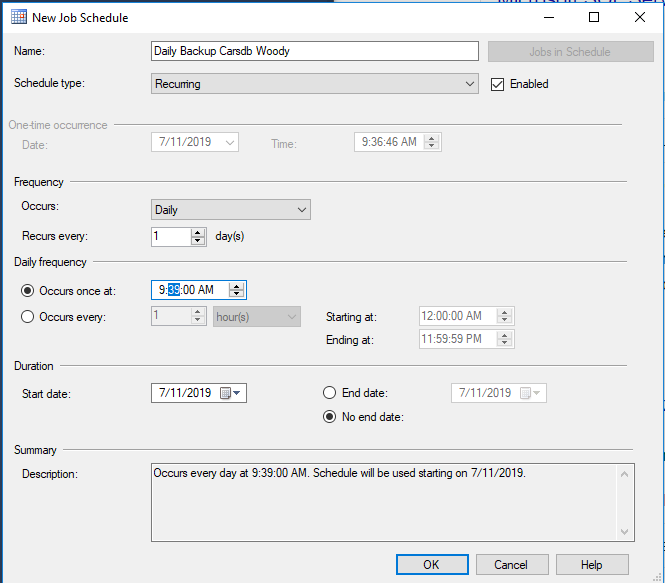 New Job Schedule
Name: Daily Backup Carsdb Woody Jobs in Schedule
Schedule type: Recurring Enabled
One-time occurrence
Date: 7/11/2019 Time: 9:36:46 AM
Frequency
Occurs: Daily
Recurs every: 1 day(s)
Daily frequency
Occurs once at: 9:39:00 AM
Occurs every: 1 hour(s) Starting at: 12:00:00 AM
Ending at: 11:59:59 PM
Duration
Start date: 7/11/2019 End date: 7/11/2019
No end date:
Summary
Description: Occurs every day at 9:39:00 AM. Schedule will be used starting on 7/11/2019.
OK Cancel Help